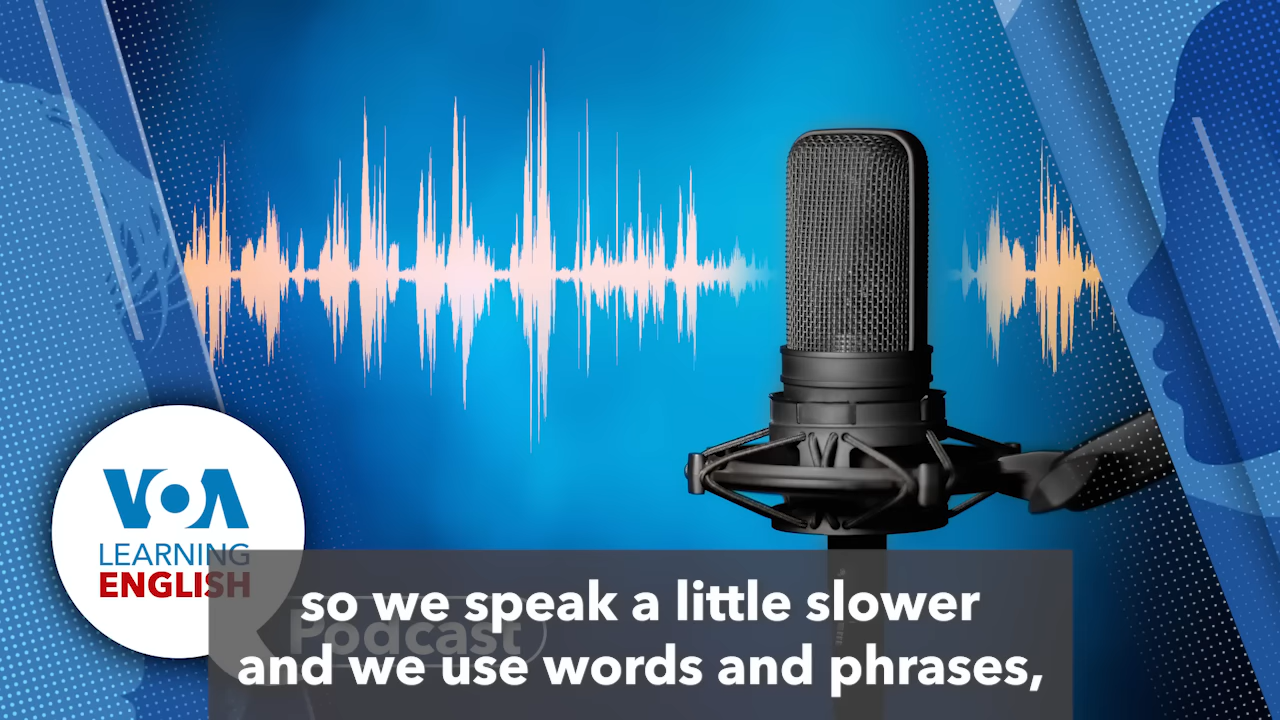 VOA
LEARNING
ENGLISH
Podcast
so we speak a little slower
and we use words and phrases,